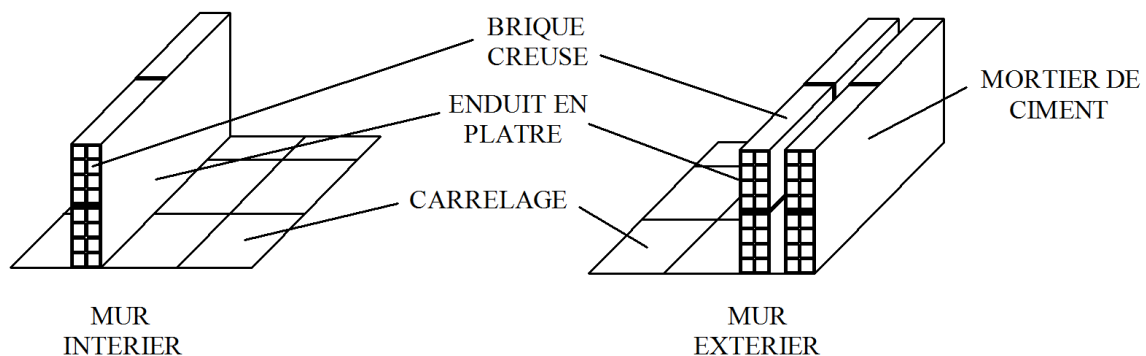 BRIQUE
CREUSE
ENDUIT EN
PLATRE
CARRELAGE
MORTIER DE
CIMENT
MUR
INTERIER
MUR
EXTERIER